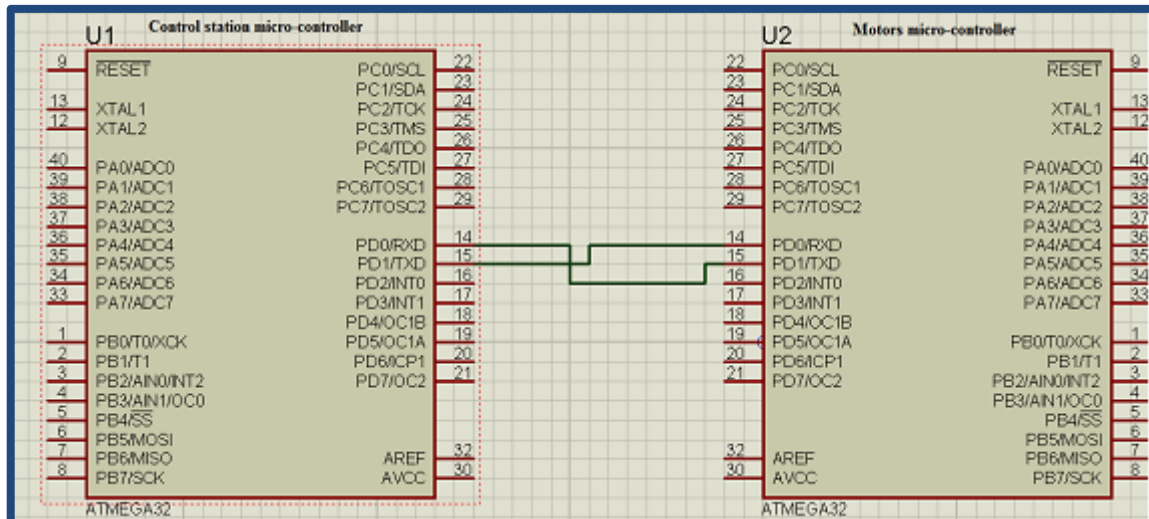 Control station micro-controller
U1
9 RESET
13 XTAL1
12 XTAL2
40 PA0/ADC0
39 PA1/ADC1
38 PA2/ADC2
37 PA3/ADC3
36 PA4/ADC4
35 PA5/ADC5
34 PA6/ADC6
33 PA7/ADC7
1 PB0/T0/XCK
2 PB1/T1
3 PB2/AIN0/INT2
4 PB3/AIN1/OC0
5 PB4/SS
6 PB5/MOSI
7 PB6/MISO
8 PB7/SCK
PC0/SCL 22
PC1/SDA 23
PC2/TCK 24
PC3/TMS 25
PC4/TDO 26
PC5/TDI 27
PC6/TOSC1 28
PC7/TOSC2 29
PD0/RXD 14
PD1/TXD 15
PD2/INT0 16
PD3/INT1 17
PD4/OC1B 18
PD5/OC1A 19
PD6/ICP1 20
PD7/OC2 21
AREF 32
AVCC 30
ATMEGA32
Motors micro-controller
U2
22 PC0/SCL
23 PC1/SDA
24 PC2/TCK
25 PC3/TMS
26 PC4/TDO
27 PC5/TDI
28 PC6/TOSC1
29 PC7/TOSC2
14 PD0/RXD
15 PD1/TXD
16 PD2/INT0
17 PD3/INT1
18 PD4/OC1B
19 PD5/OC1A
20 PD6/ICP1
21 PD7/OC2
32 AREF
30 AVCC
RESET 9
XTAL1 13
XTAL2 12
PA0/ADC0 40
PA1/ADC1 39
PA2/ADC2 38
PA3/ADC3 37
PA4/ADC4 36
PA5/ADC5 35
PA6/ADC6 34
PA7/ADC7 33
PB0/T0/XCK 1
PB1/T1 2
PB2/AIN0/INT2 3
PB3/AIN1/OC0 4
PB4/SS 5
PB5/MOSI 6
PB6/MISO 7
PB7/SCK 8
ATMEGA32